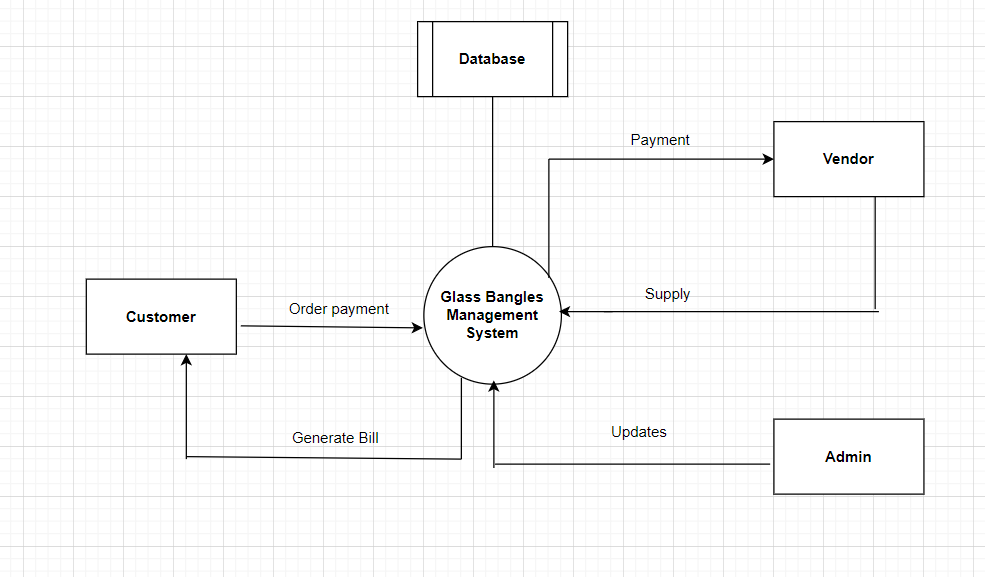 Database
Payment
Vendor
Supply
Glass Bangles
Management
System
Customer
Order payment
Generate Bill
Updates
Admin